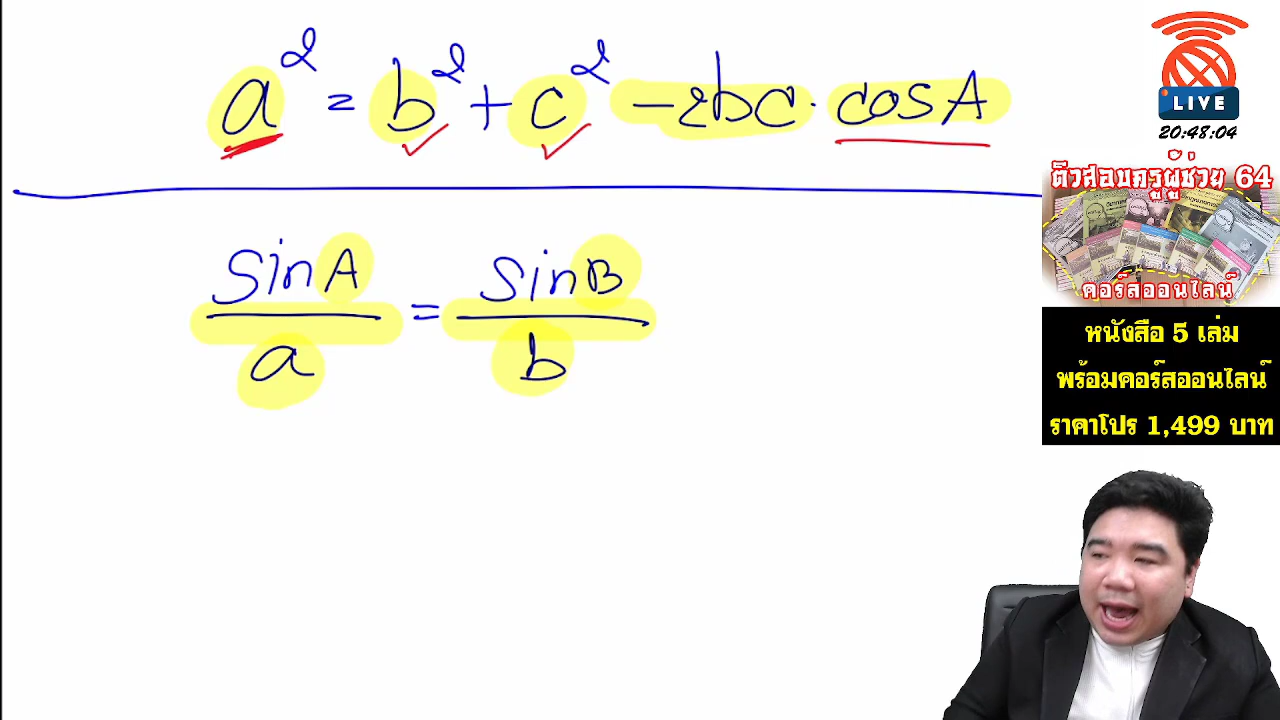 a² = b² + c² - 2bc · cosA
sinA/a = sinB/b
LIVE
20:48:04
ติวสอบครูผู้ช่วย 64
คอร์สออนไลน์
หนังสือ 5 เล่ม
พร้อมคอร์สออนไลน์
ราคาโปร 1,499 บาท